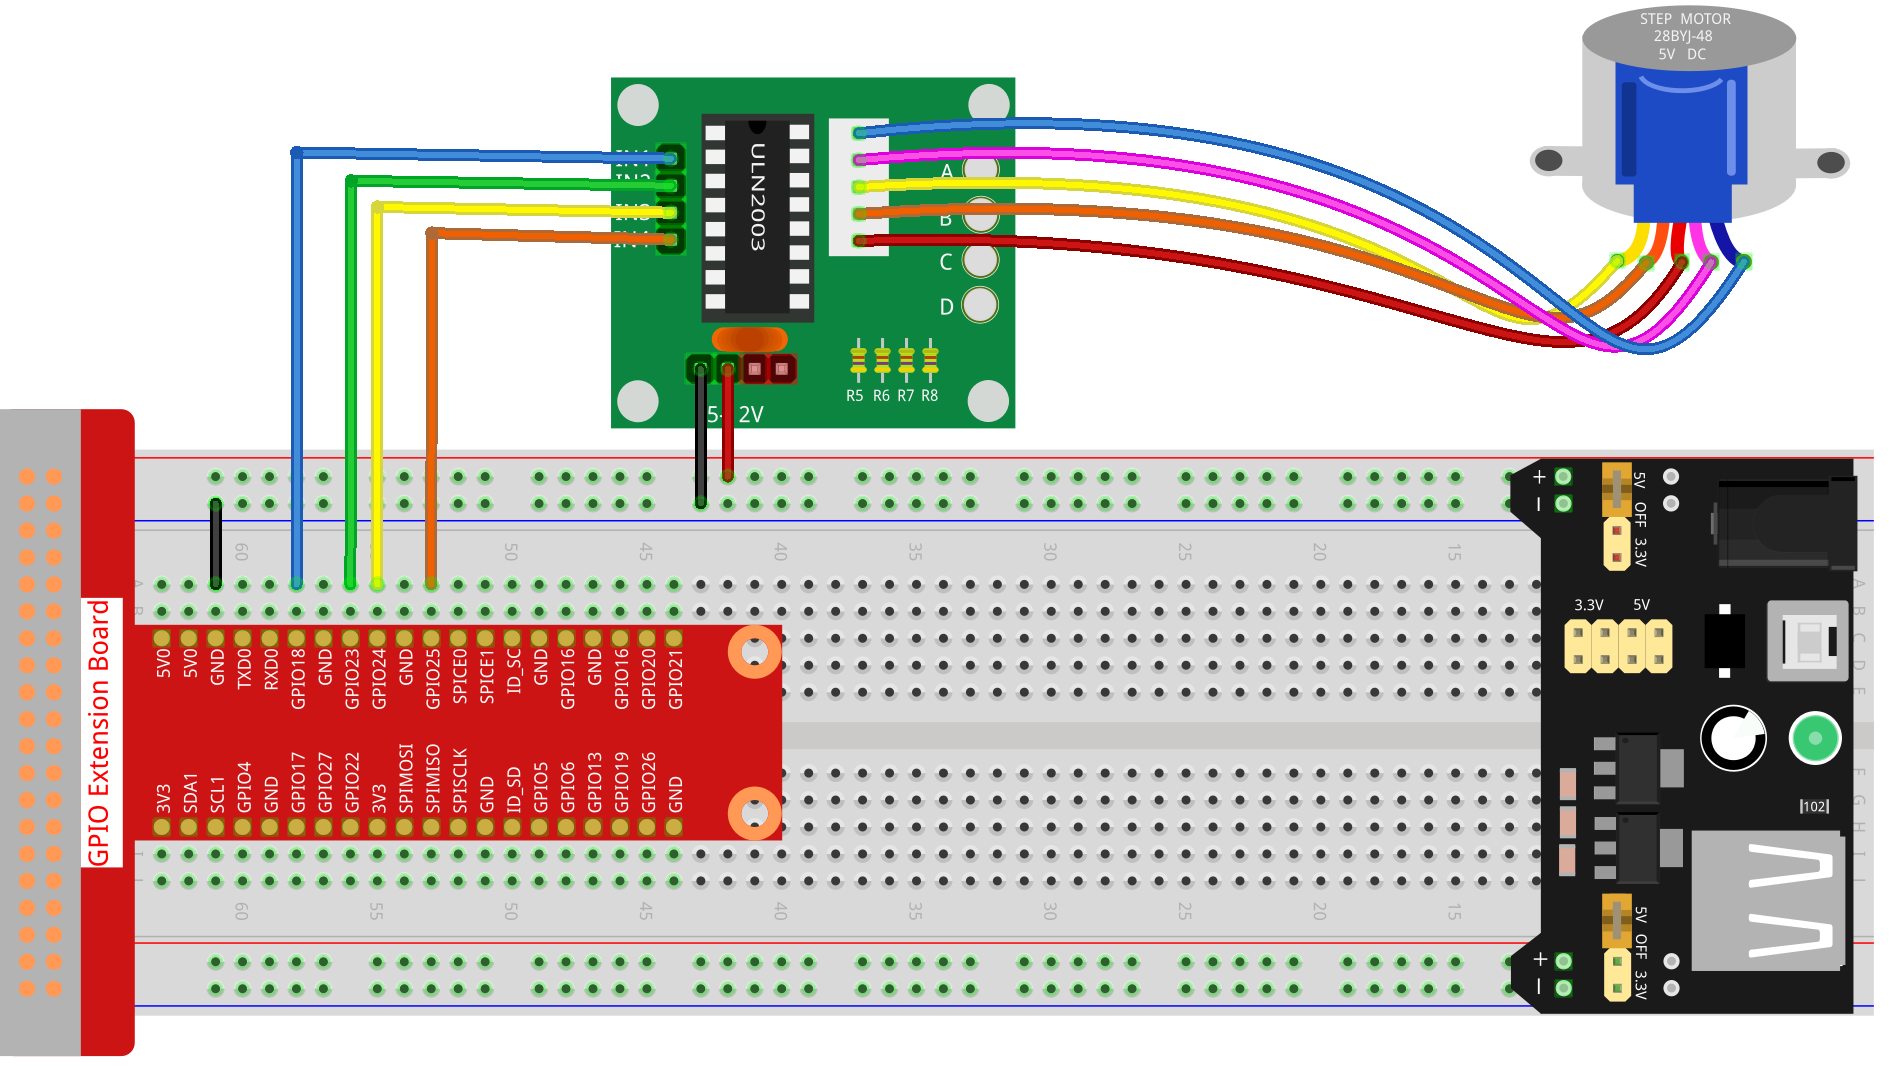 STEP MOTOR
28BYJ-48
5V DC
IN1
IN2
IN3
IN4
ULN2003
A
B
C
D
R5 R6 R7 R8
5- 2V
GPIO Extension Board
60 50 45 40 35 30 25 20 15
A
B
5V0 5V0 GND TXD0 RXD0 GPIO18 GND GPIO23 GPIO24 GND GPIO25 SPICE0 SPICE1 ID_SC GND GPIO16 GND GPIO16 GPIO20 GPIO21
3V3 SDA1 SCL1 GPIO4 GND GPIO17 GPIO27 GPIO22 3V3 SPIMOSI SPIMISO SPISCLK GND ID_SD GPIO5 GPIO6 GPIO13 GPIO19 GPIO26 GND
60 55 50 45 40 35 30 25 20 15
+
−
5V OFF 3.3V
3.3V 5V
A
B
C
D
E
F
G
H
I
J
102
5V OFF 3.3V
+
−